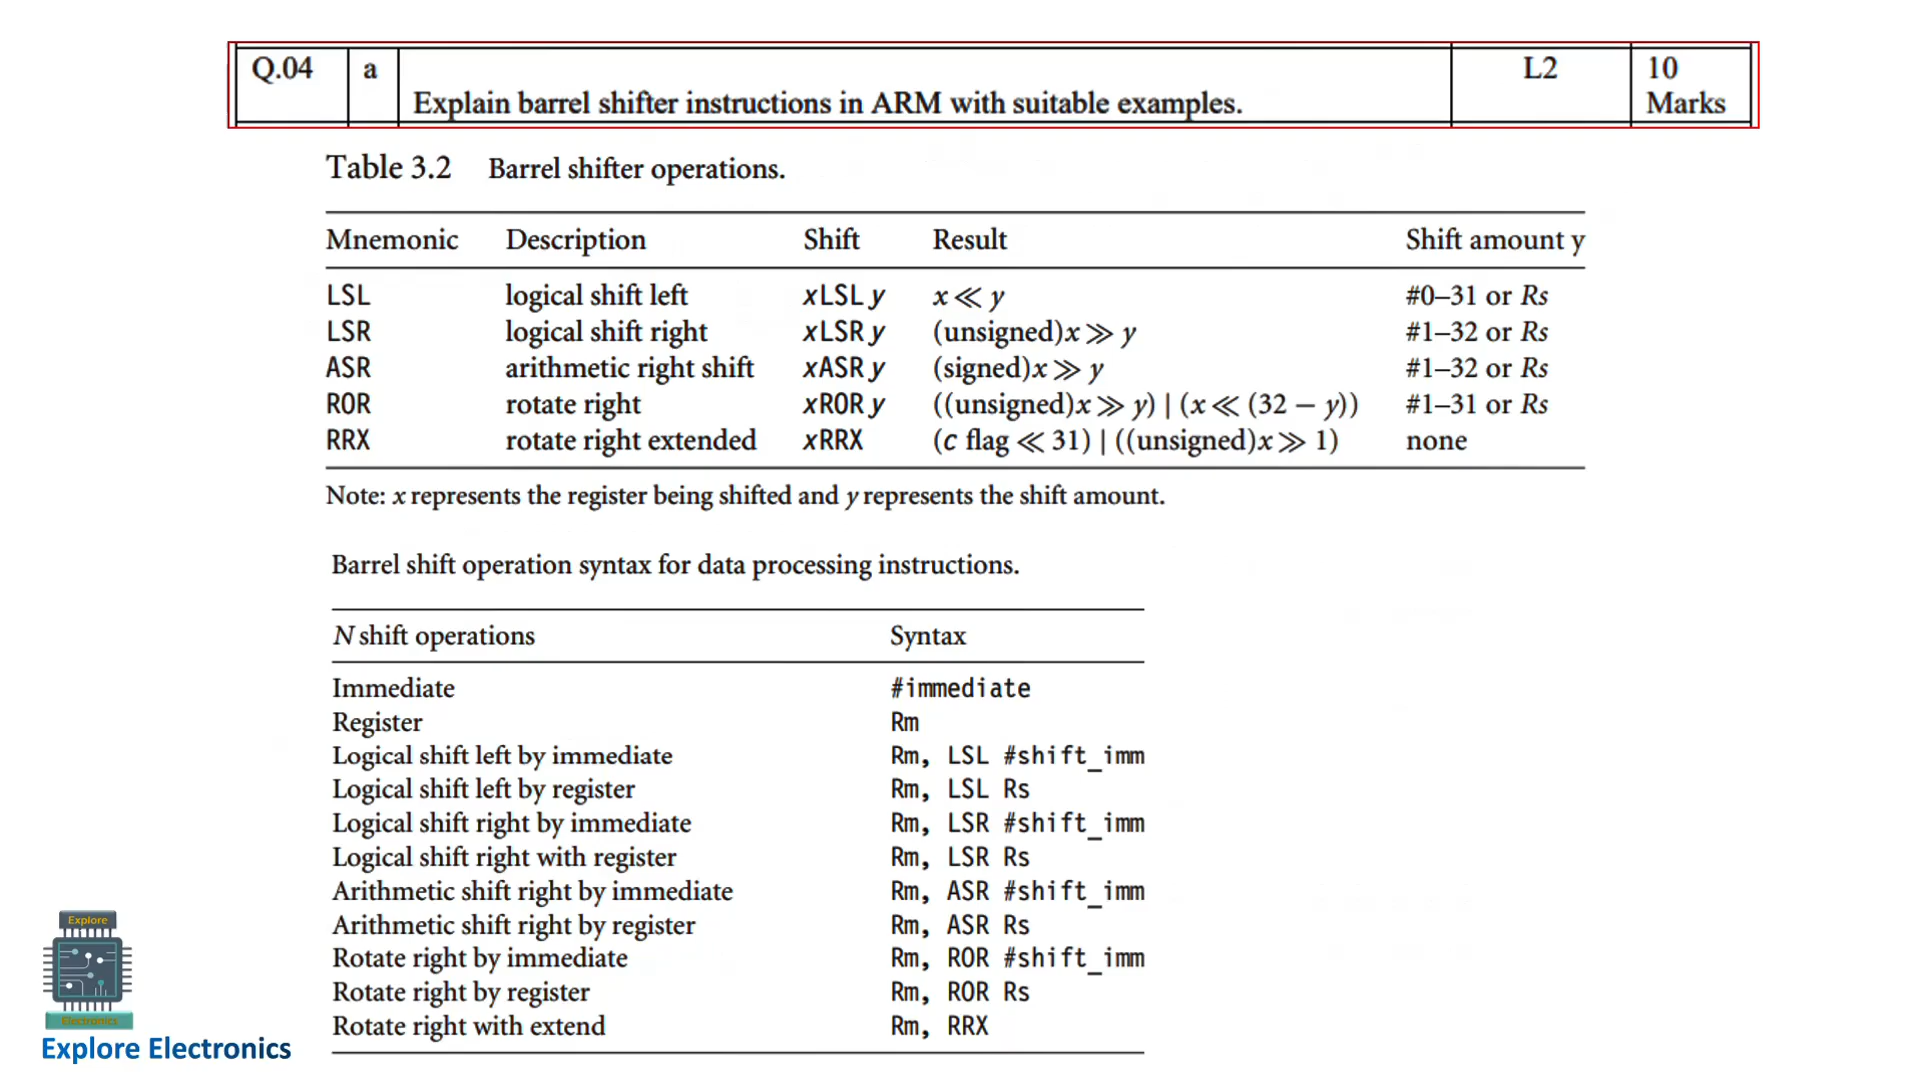 Q.04 a L2 10
Explain barrel shifter instructions in ARM with suitable examples. Marks
Table 3.2 Barrel shifter operations.
Mnemonic Description Shift Result Shift amount y
LSL logical shift left xLSL y x ≪ y #0–31 or Rs
LSR logical shift right xLSR y (unsigned)x ≫ y #1–32 or Rs
ASR arithmetic right shift xASR y (signed)x ≫ y #1–32 or Rs
ROR rotate right xROR y ((unsigned)x ≫ y) | (x ≪ (32 − y)) #1–31 or Rs
RRX rotate right extended xRRX (c flag ≪ 31) | ((unsigned)x ≫ 1) none
Note: x represents the register being shifted and y represents the shift amount.
Barrel shift operation syntax for data processing instructions.
N shift operations Syntax
Immediate #immediate
Register Rm
Logical shift left by immediate Rm, LSL #shift_imm
Logical shift left by register Rm, LSL Rs
Logical shift right by immediate Rm, LSR #shift_imm
Logical shift right with register Rm, LSR Rs
Arithmetic shift right by immediate Rm, ASR #shift_imm
Arithmetic shift right by register Rm, ASR Rs
Rotate right by immediate Rm, ROR #shift_imm
Rotate right by register Rm, ROR Rs
Rotate right with extend Rm, RRX
Explore
Electronics
Explore Electronics